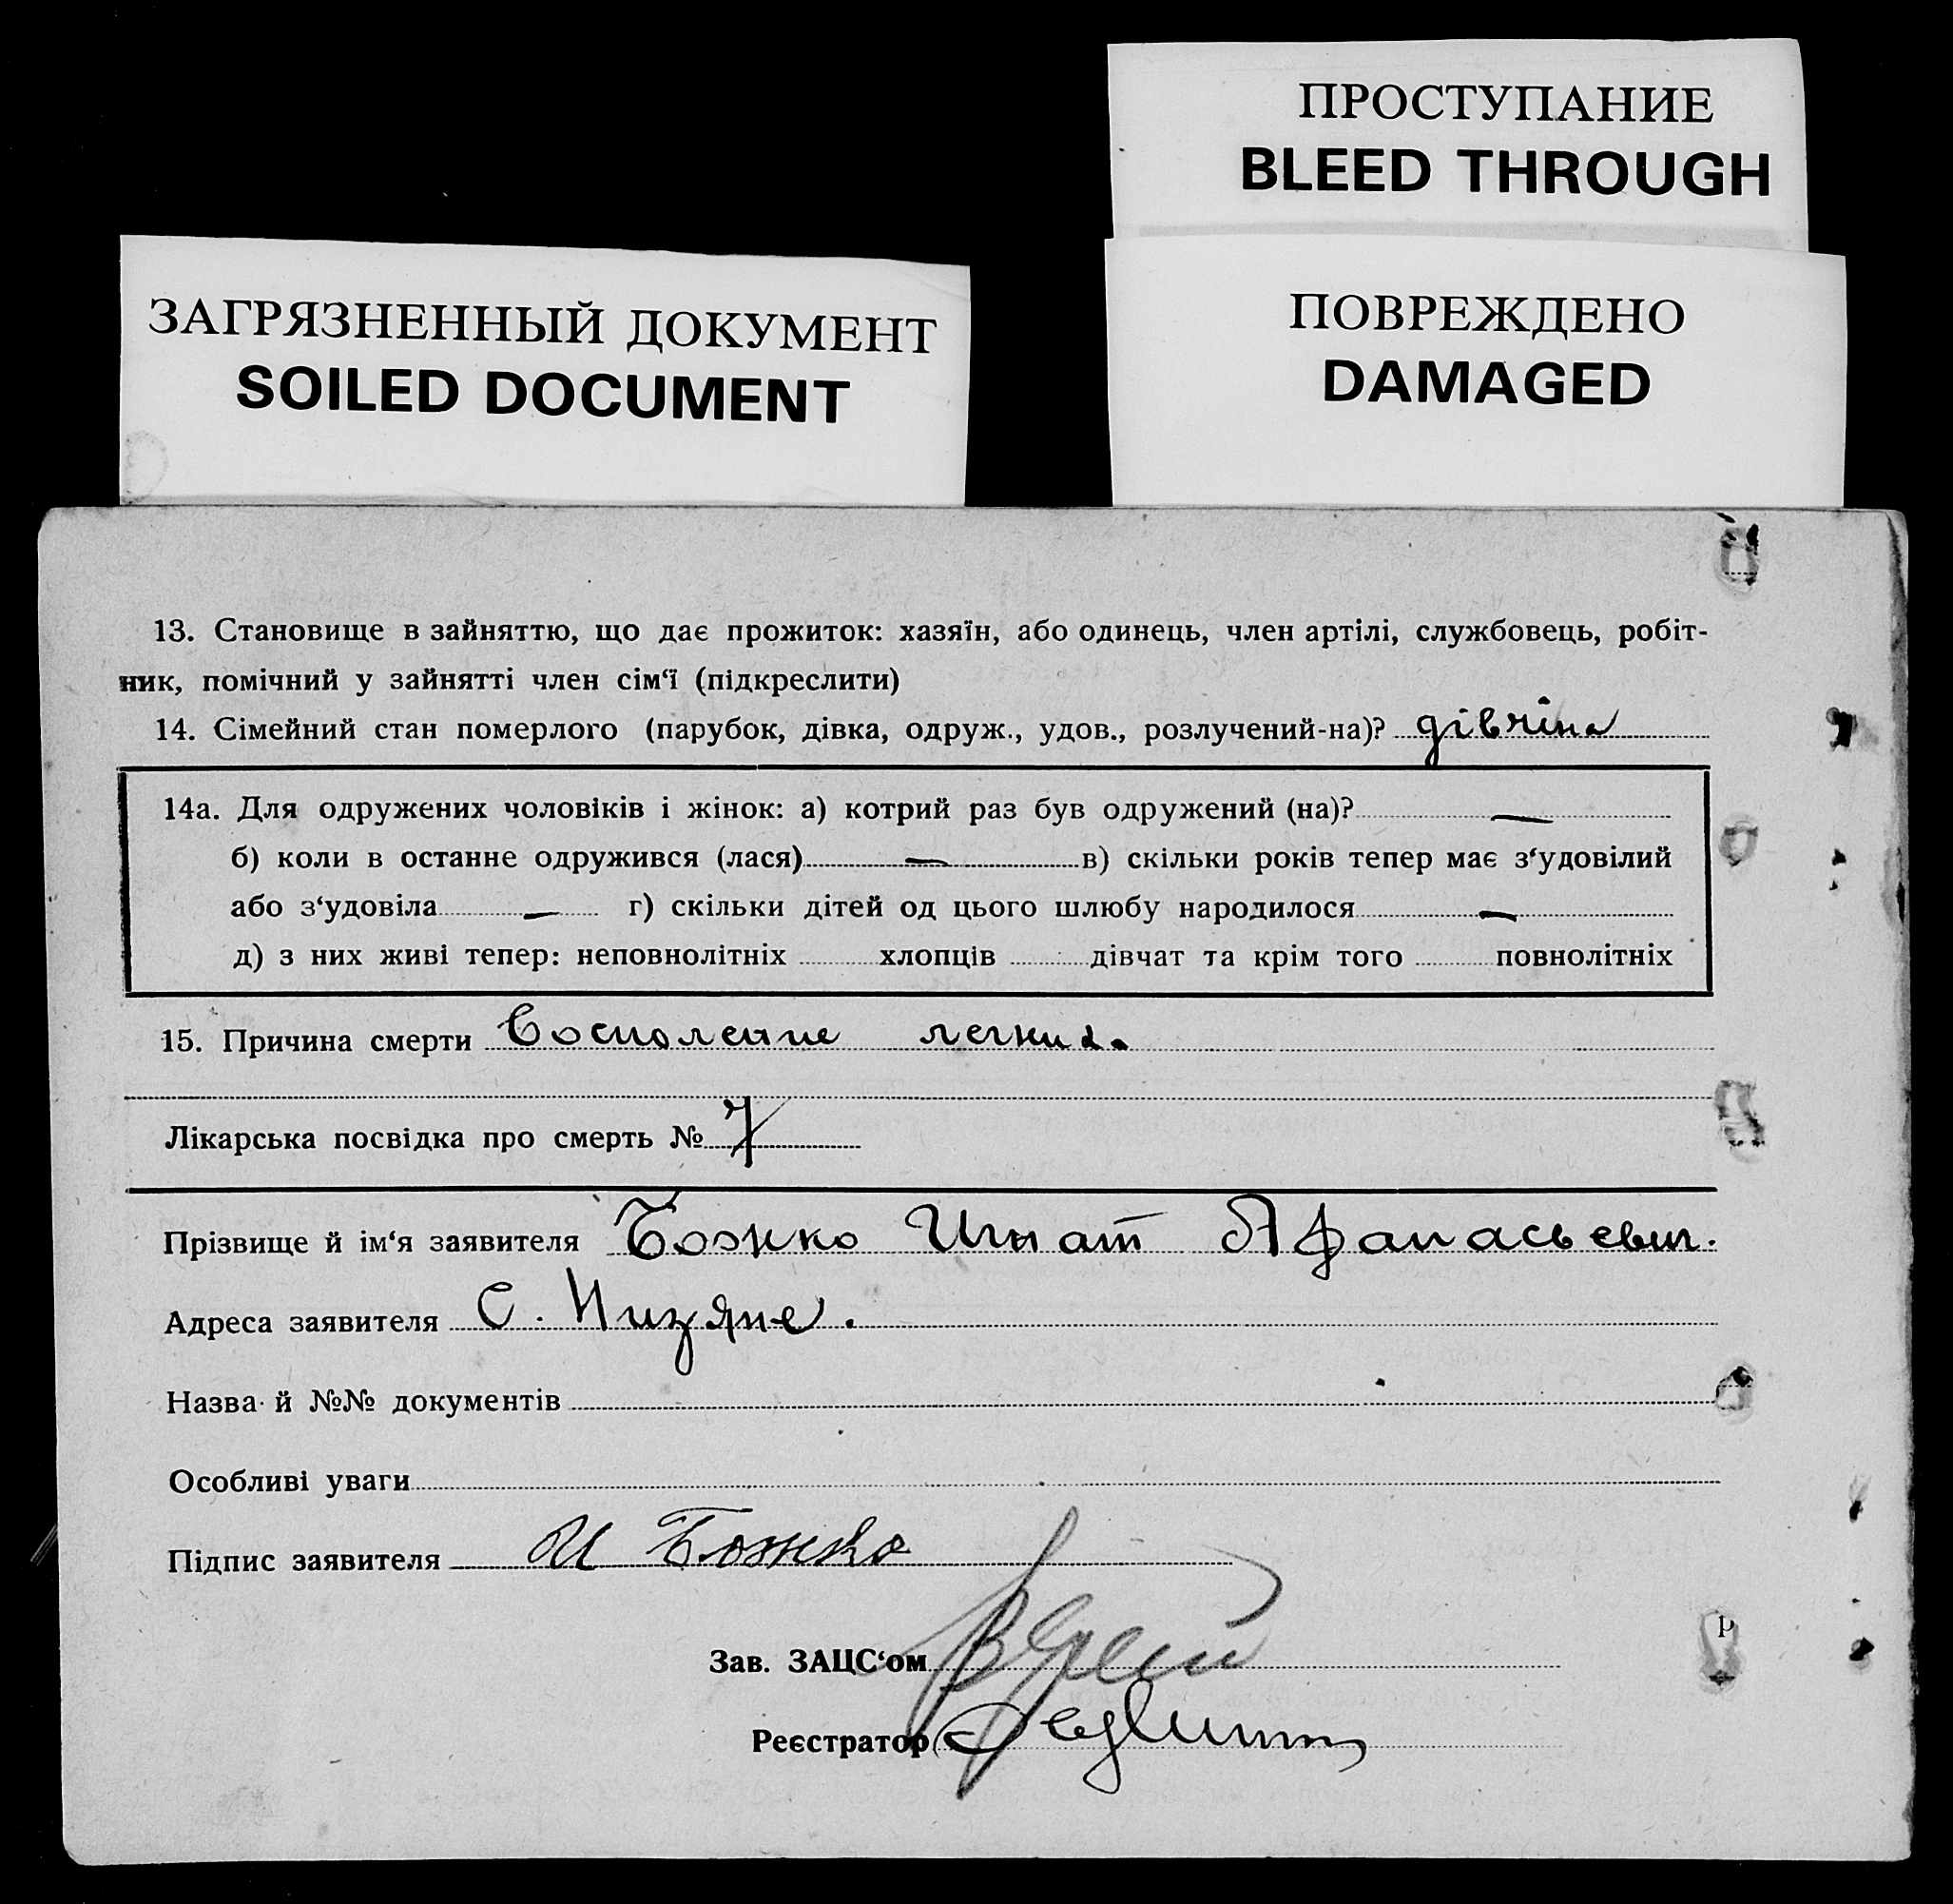 ПРОСТУПАНИЕ
BLEED THROUGH
ЗАГРЯЗНЕННЫЙ ДОКУМЕНТ
SOILED DOCUMENT
ПОВРЕЖДЕНО
DAMAGED
13. Становище в зайняттю, що дає прожиток: хазяїн, або одинець, член артілі, службовець, робіт-
ник, помічний у зайнятті член сім‘ї (підкреслити)
14. Сімейний стан померлого (парубок, дівка, одруж., удов., розлучений-на)? дівчіна
14а. Для одружених чоловіків і жінок: а) котрий раз був одружений (на)? —
б) коли в останне одружився (лася) — в) скільки років тепер має з‘удовілий
або з‘удовіла — г) скільки дітей од цього шлюбу народилося —
д) з них живі тепер: неповнолітніх хлопців дівчат та крім того повнолітніх
15. Причина смерти Восполение легких.
Лікарська посвідка про смерть № 7
Прізвище й ім‘я заявителя Божко Игнат Афанасьевич.
Адреса заявителя С. Низяне.
Назва й №№ документів
Особливі уваги
Підпис заявителя И Божко
Зав. ЗАЦС‘ом
Реєстратор